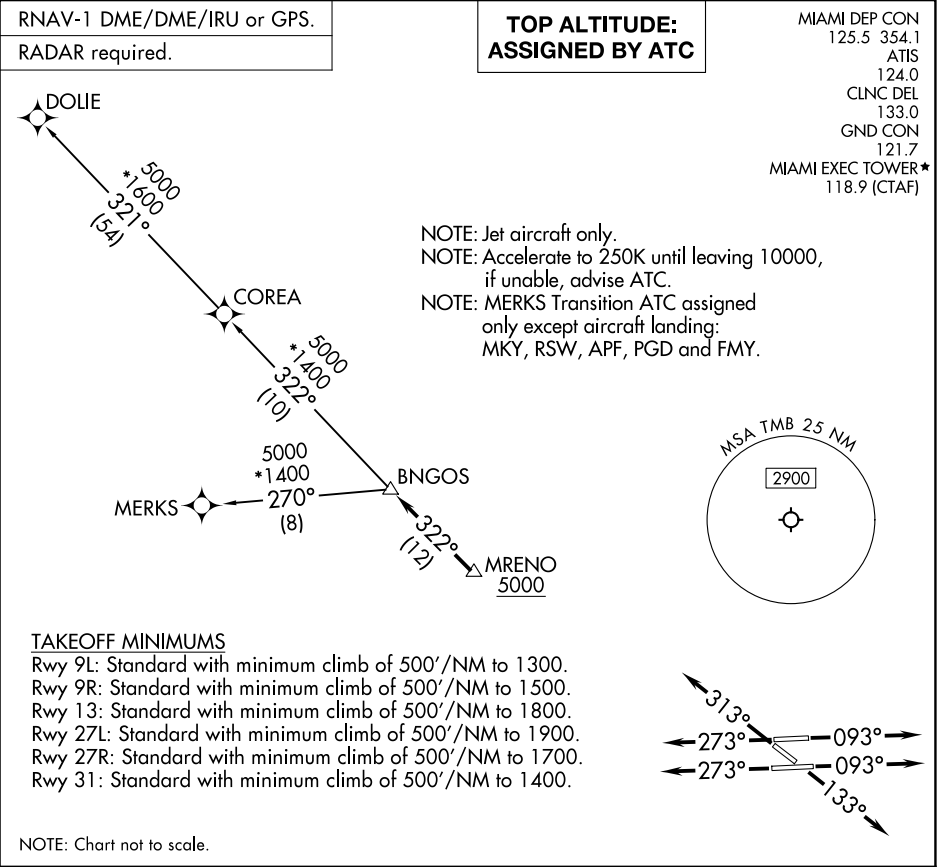 RNAV-1 DME/DME/IRU or GPS.
RADAR required.
TOP ALTITUDE:
ASSIGNED BY ATC
MIAMI DEP CON
125.5 354.1
ATIS
124.0
CLNC DEL
133.0
GND CON
121.7
MIAMI EXEC TOWER★
118.9 (CTAF)
DOLIE
5000
*1600
321°
(54)
NOTE: Jet aircraft only.
NOTE: Accelerate to 250K until leaving 10000,
if unable, advise ATC.
NOTE: MERKS Transition ATC assigned
only except aircraft landing:
MKY, RSW, APF, PGD and FMY.
COREA
5000
*1400
322°
(10)
5000
*1400
270°
(8)
MERKS
BNGOS
322°
(12)
MRENO
5000
MSA TMB 25 NM
2900
TAKEOFF MINIMUMS
Rwy 9L: Standard with minimum climb of 500'/NM to 1300.
Rwy 9R: Standard with minimum climb of 500'/NM to 1500.
Rwy 13: Standard with minimum climb of 500'/NM to 1800.
Rwy 27L: Standard with minimum climb of 500'/NM to 1900.
Rwy 27R: Standard with minimum climb of 500'/NM to 1700.
Rwy 31: Standard with minimum climb of 500'/NM to 1400.
313°
273°
093°
273°
093°
133°
NOTE: Chart not to scale.